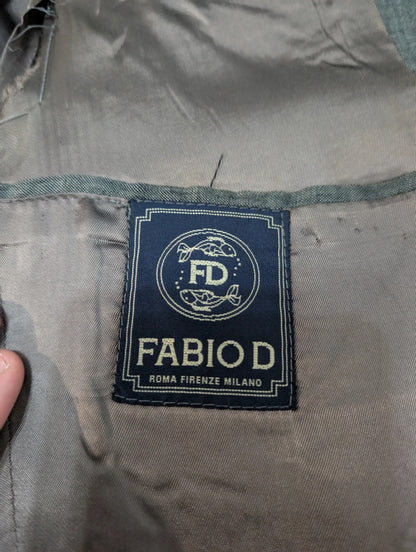 FD
FABIO D
ROMA FIRENZE MILANO